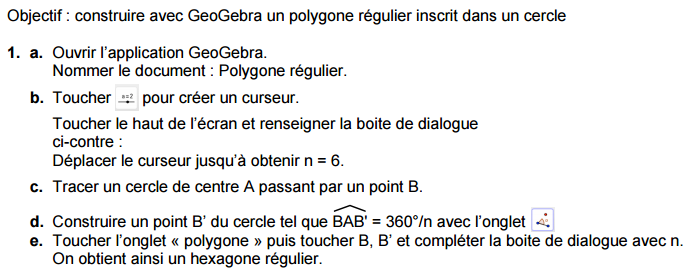 Objectif : construire avec GeoGebra un polygone régulier inscrit dans un cercle
1. a. Ouvrir l'application GeoGebra.
Nommer le document : Polygone régulier.
b. Toucher a=2 pour créer un curseur.
Toucher le haut de l'écran et renseigner la boite de dialogue
ci-contre :
Déplacer le curseur jusqu'à obtenir n = 6.
c. Tracer un cercle de centre A passant par un point B.
d. Construire un point B' du cercle tel que BAB' = 360°/n avec l'onglet
e. Toucher l'onglet « polygone » puis toucher B, B' et compléter la boite de dialogue avec n.
On obtient ainsi un hexagone régulier.